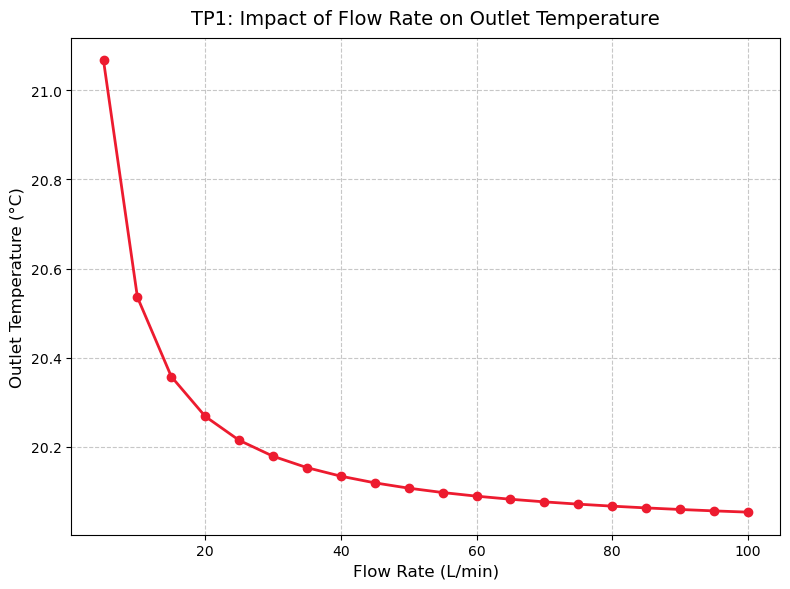 TP1: Impact of Flow Rate on Outlet Temperature
Outlet Temperature (°C)
21.0
20.8
20.6
20.4
20.2
20 40 60 80 100
Flow Rate (L/min)